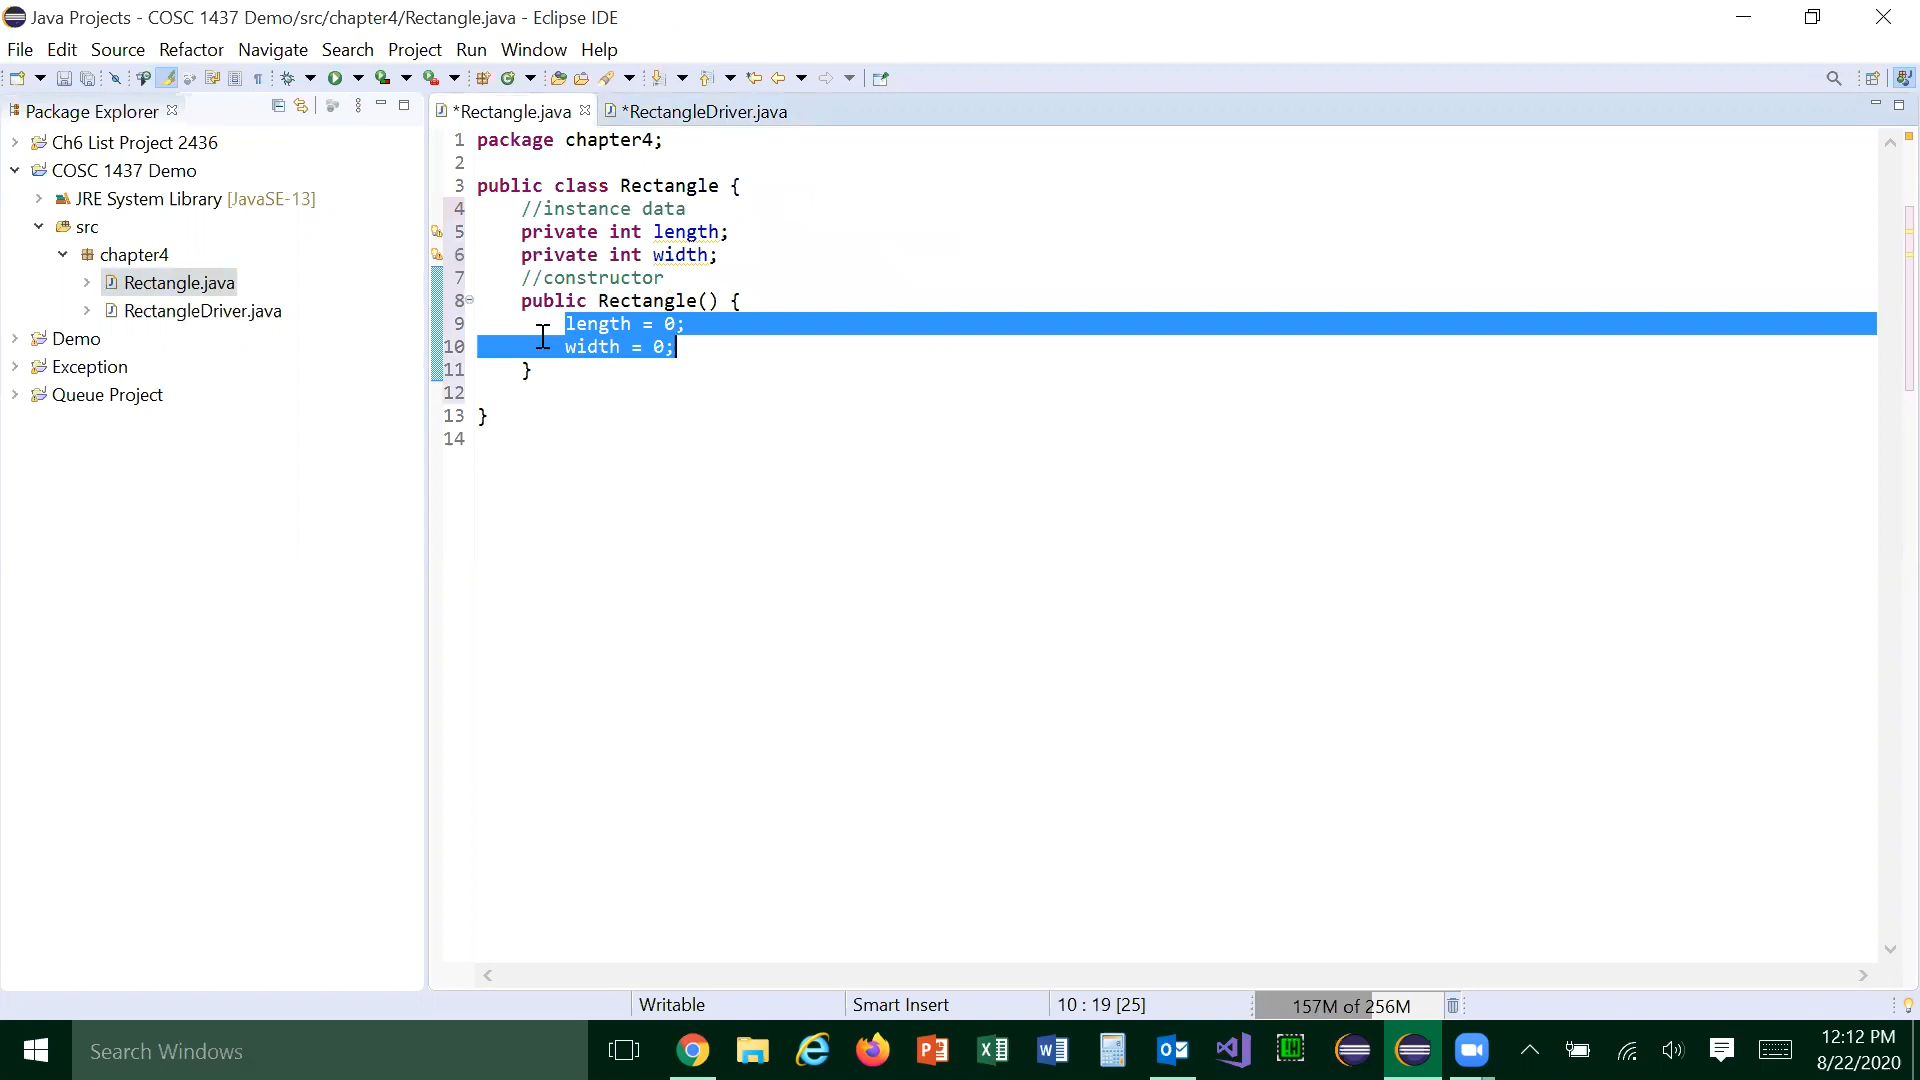 Java Projects - COSC 1437 Demo/src/chapter4/Rectangle.java - Eclipse IDE
File Edit Source Refactor Navigate Search Project Run Window Help
Package Explorer
Ch6 List Project 2436
COSC 1437 Demo
JRE System Library [JavaSE-13]
src
chapter4
Rectangle.java
RectangleDriver.java
Demo
Exception
Queue Project
*Rectangle.java *RectangleDriver.java
1 package chapter4;
2
3 public class Rectangle {
4 //instance data
5 private int length;
6 private int width;
7 //constructor
8 public Rectangle() {
9 length = 0;
10 width = 0;
11 }
12
13 }
14
Writable Smart Insert 10 : 19 [25] 157M of 256M
Search Windows
12:12 PM
8/22/2020